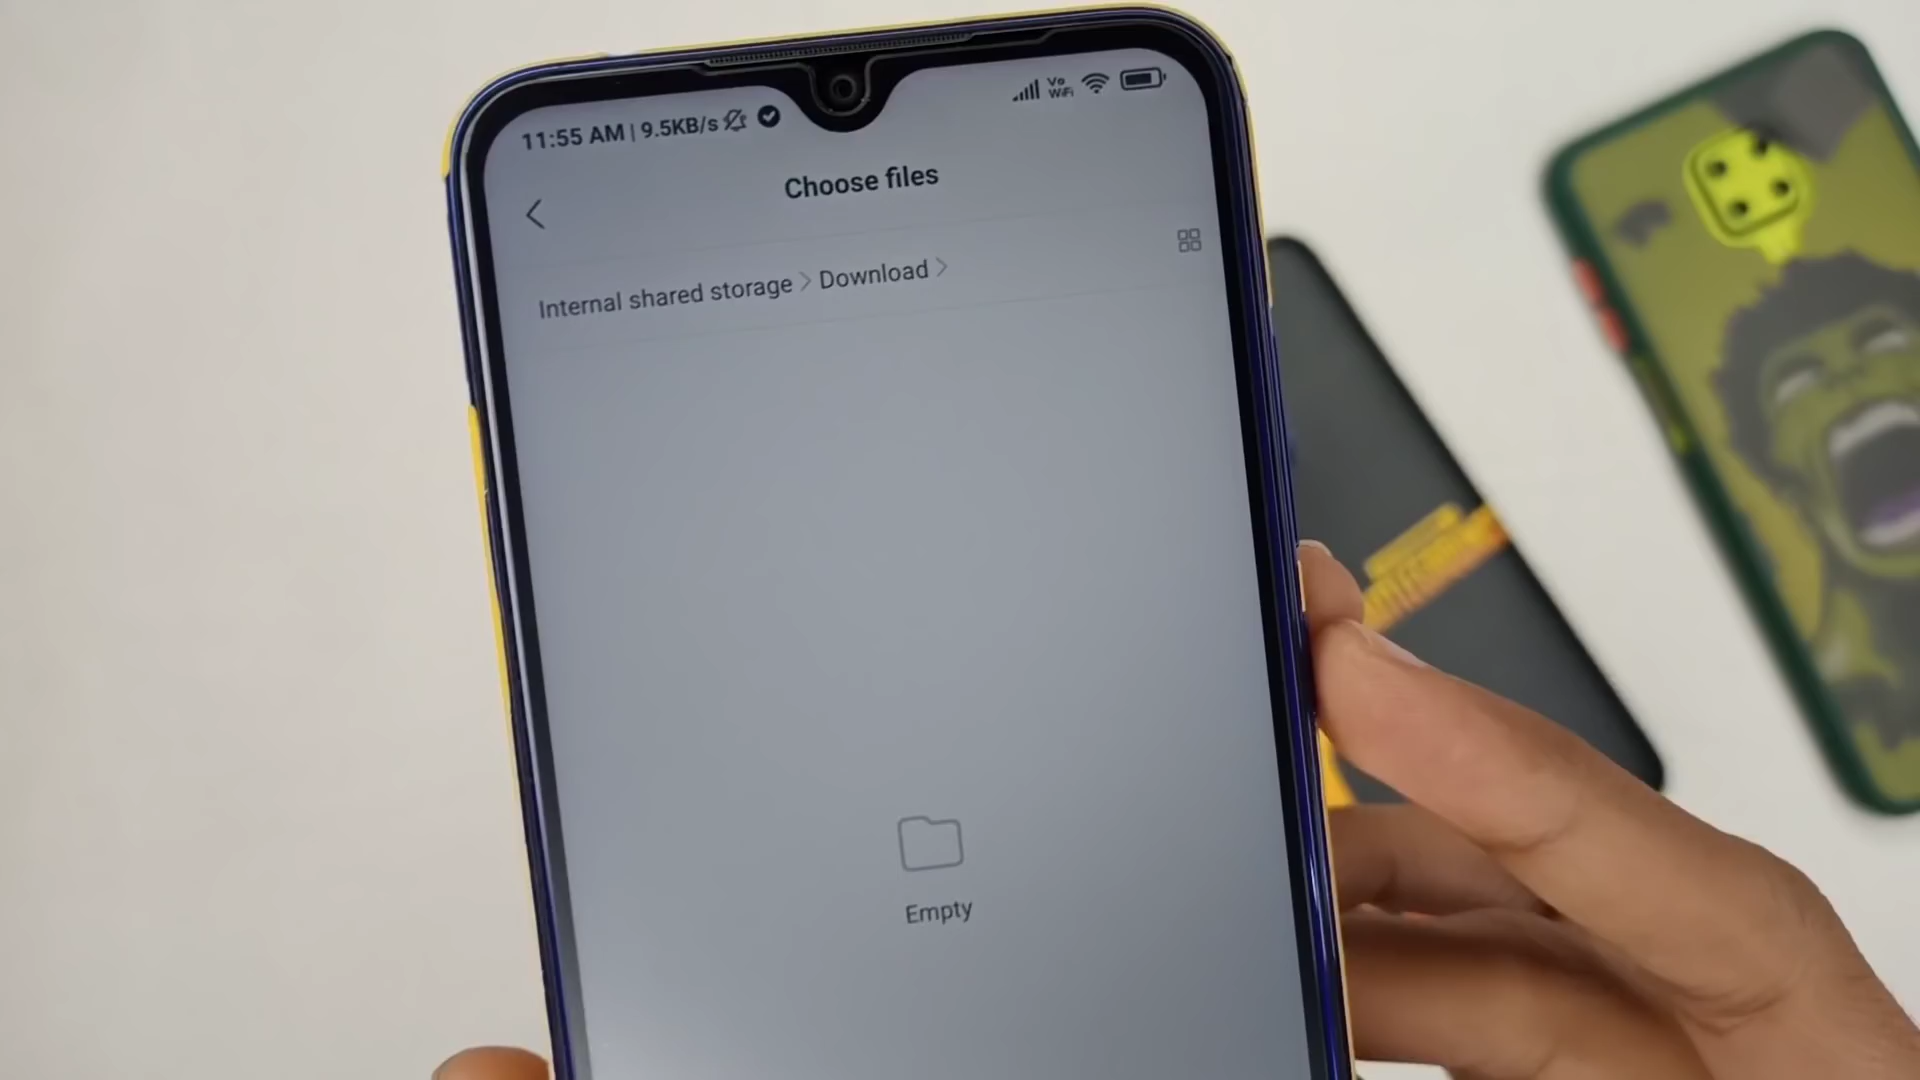 11:55 AM | 9.5KB/s
Vo
WiFi
Choose files
Internal shared storage > Download >
Empty